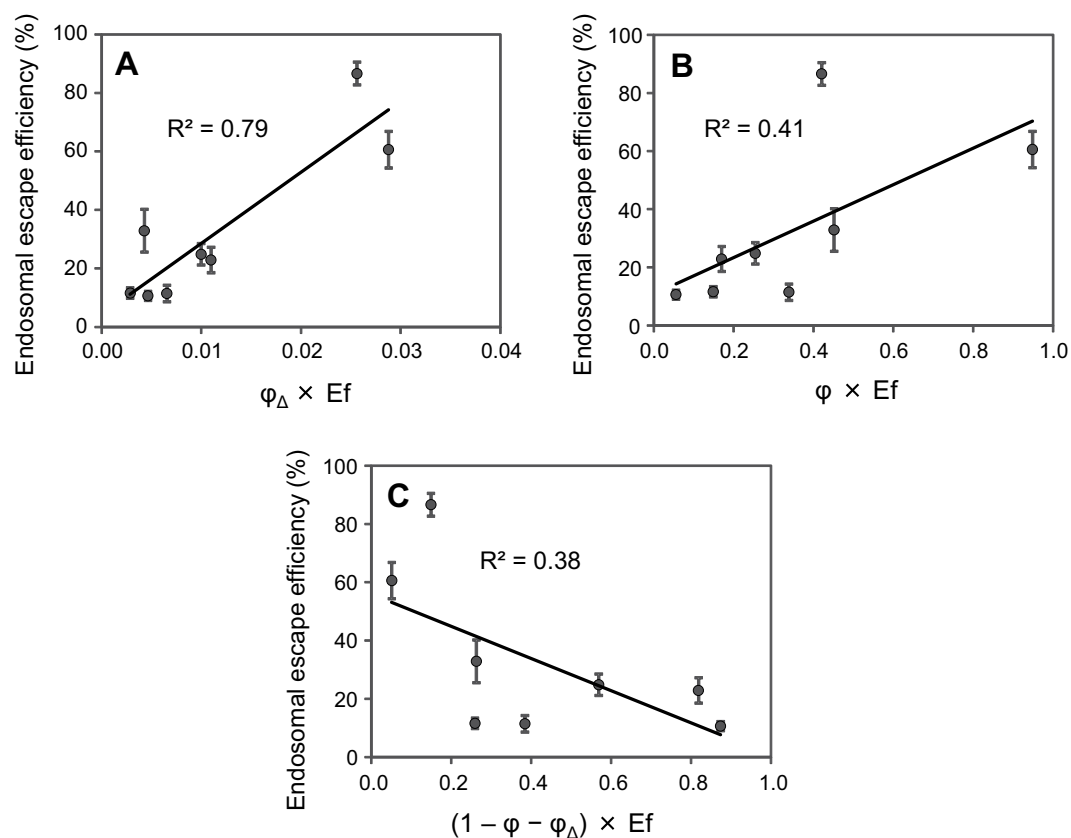 Endosomal escape efficiency (%)
100
80
60
40
20
0
A
R² = 0.79
0.00 0.01 0.02 0.03 0.04
φΔ × Ef
Endosomal escape efficiency (%)
100
80
60
40
20
0
B
R² = 0.41
0.0 0.2 0.4 0.6 0.8 1.0
φ × Ef
Endosomal escape efficiency (%)
100
80
60
40
20
0
C
R² = 0.38
0.0 0.2 0.4 0.6 0.8 1.0
(1 – φ – φΔ) × Ef